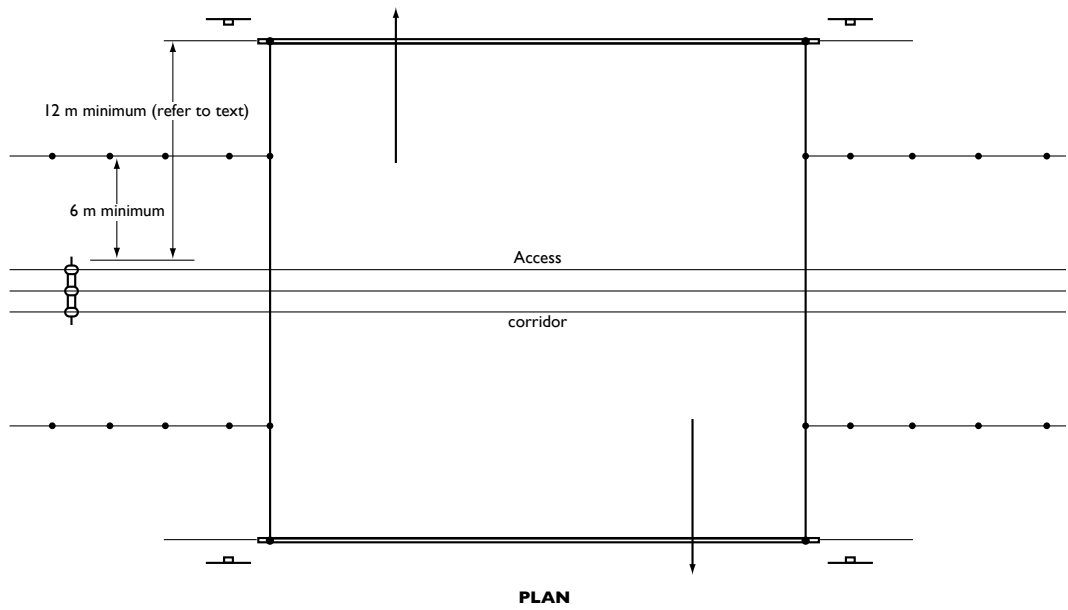 12 m minimum (refer to text)
6 m minimum
Access
corridor
PLAN